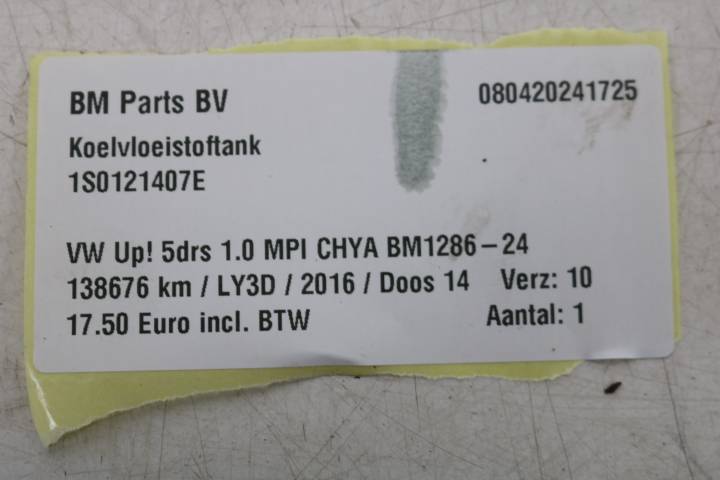 BM Parts BV
080420241725
Koelvloeistoftank
1S0121407E
VW Up! 5drs 1.0 MPI CHYA BM1286-24
138676 km / LY3D / 2016 / Doos 14 Verz: 10
17.50 Euro incl. BTW Aantal: 1